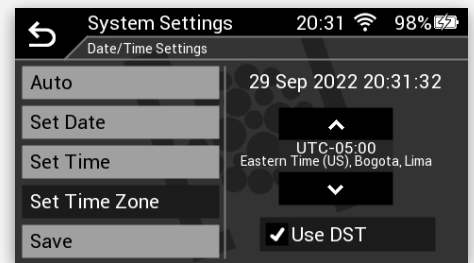 System Settings 20:31 98%
Date/Time Settings
Auto
29 Sep 2022 20:31:32
Set Date
Set Time
UTC-05:00
Eastern Time (US), Bogota, Lima
Set Time Zone
Use DST
Save